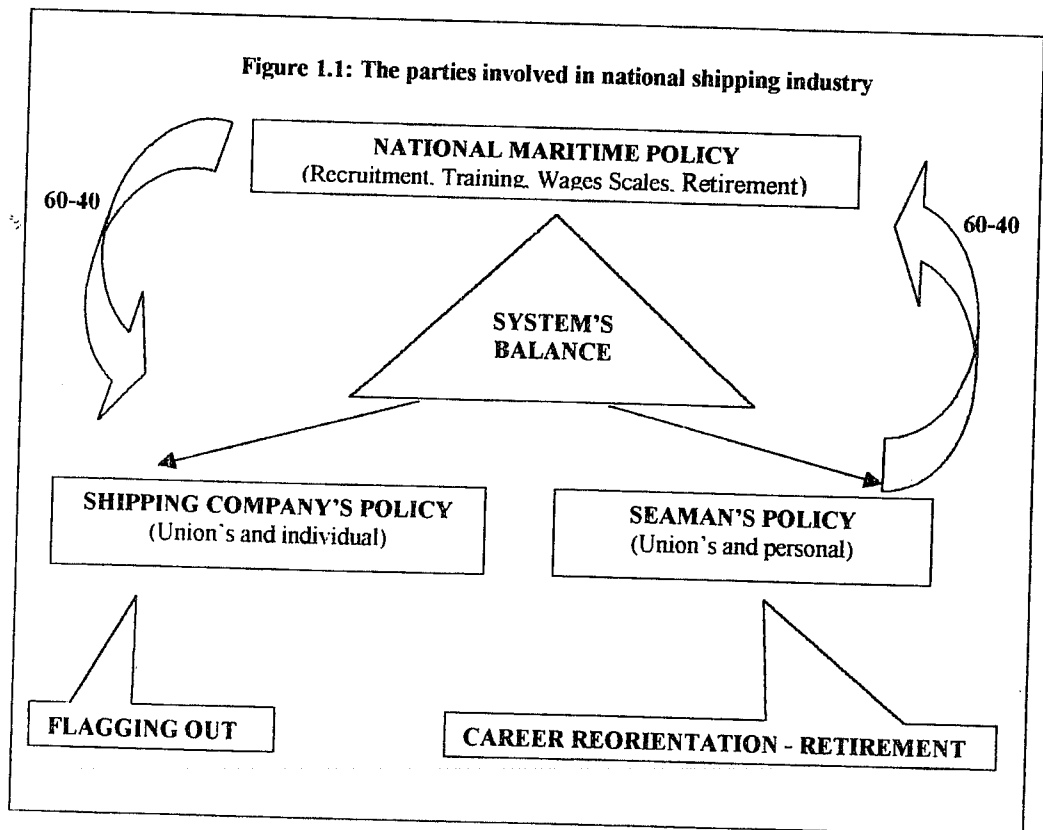 Figure 1.1: The parties involved in national shipping industry
NATIONAL MARITIME POLICY
(Recruitment. Training. Wages Scales. Retirement)
60-40
60-40
SYSTEM'S
BALANCE
SHIPPING COMPANY'S POLICY
(Union`s and individual)
SEAMAN'S POLICY
(Union`s and personal)
FLAGGING OUT
CAREER REORIENTATION - RETIREMENT